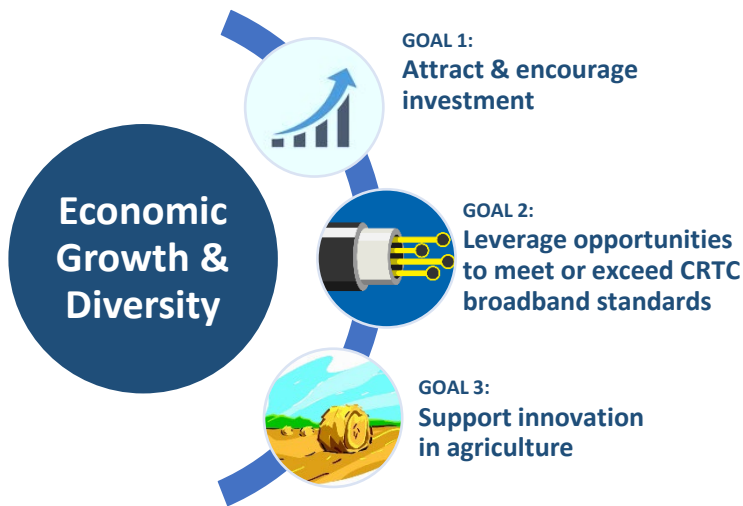 Economic
Growth &
Diversity
GOAL 1:
Attract & encourage
investment
GOAL 2:
Leverage opportunities
to meet or exceed CRTC
broadband standards
GOAL 3:
Support innovation
in agriculture